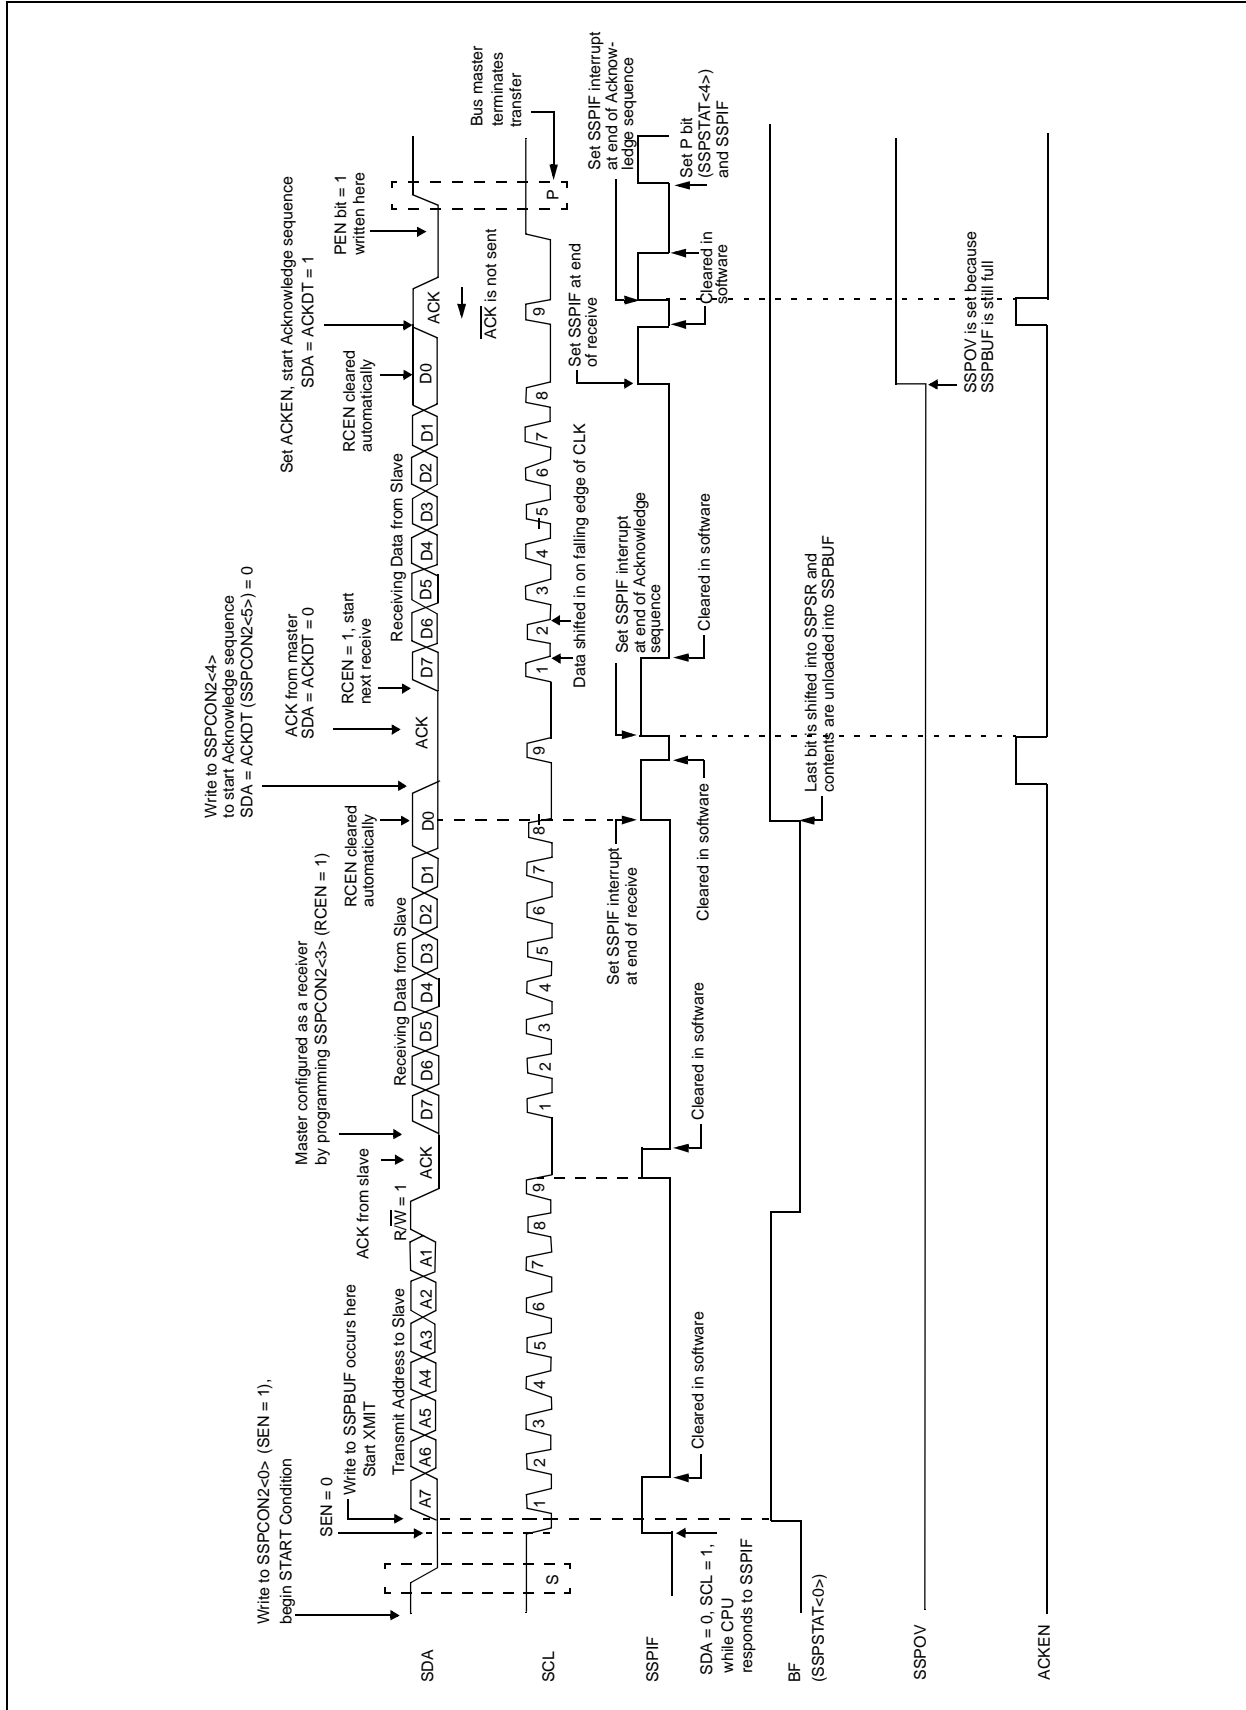 Write to SSPCON2<0> (SEN = 1),
begin START Condition
SEN = 0
Write to SSPBUF occurs here
Start XMIT
ACK from slave
Master configured as a receiver
by programming SSPCON2<3> (RCEN = 1)
RCEN cleared
automatically
Write to SSPCON2<4>
to start Acknowledge sequence
SDA = ACKDT (SSPCON2<5>) = 0
ACK from master
SDA = ACKDT = 0
RCEN = 1, start
next receive
RCEN cleared
automatically
Set ACKEN, start Acknowledge sequence
SDA = ACKDT = 1
PEN bit = 1
written here
Transmit Address to Slave
R/W = 1
Receiving Data from Slave
Receiving Data from Slave
SDA
A7 A6 A5 A4 A3 A2 A1 ACK D7 D6 D5 D4 D3 D2 D1 D0 ACK D7 D6 D5 D4 D3 D2 D1 D0 ACK
ACK is not sent
Bus master
terminates
transfer
SCL
S 1 2 3 4 5 6 7 8 9 1 2 3 4 5 6 7 8 9 1 2 3 4 5 6 7 8 9 P
Data shifted in on falling edge of CLK
Set SSPIF interrupt
at end of receive
Set SSPIF interrupt
at end of Acknowledge
sequence
Set SSPIF at end
of receive
Set SSPIF interrupt
at end of Acknow-
ledge sequence
SSPIF
SDA = 0, SCL = 1,
while CPU
responds to SSPIF
Cleared in software
Cleared in software
Cleared in software
Cleared in software
Cleared in
software
Set P bit
(SSPSTAT<4>)
and SSPIF
BF
(SSPSTAT<0>)
Last bit is shifted into SSPSR and
contents are unloaded into SSPBUF
SSPOV
SSPOV is set because
SSPBUF is still full
ACKEN